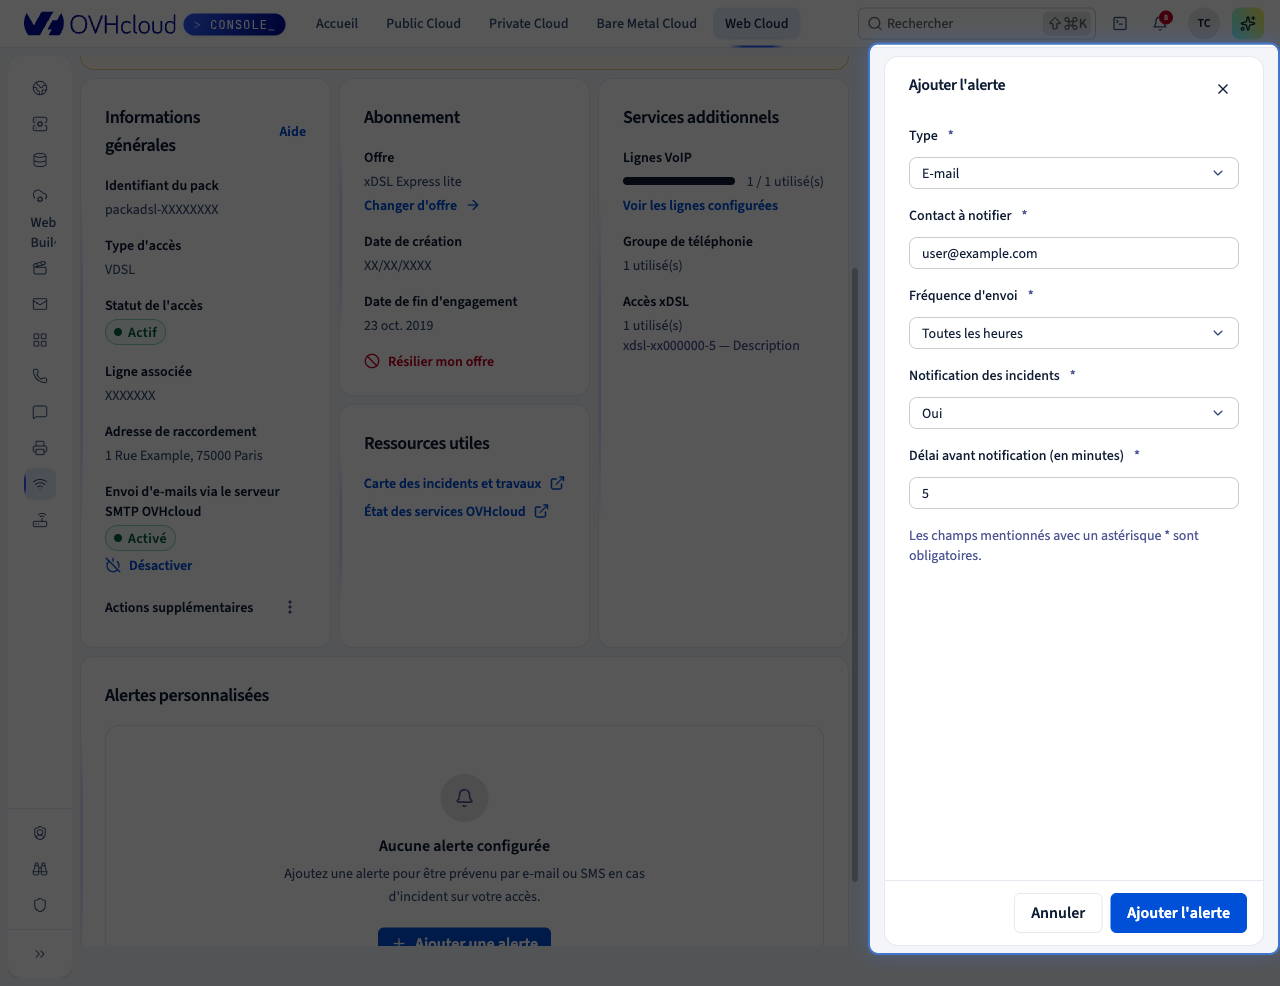 OVHcloud
> CONSOLE_
Accueil
Public Cloud
Private Cloud
Bare Metal Cloud
Web Cloud
Rechercher
⇧⌘K
8
TC
Web
Buil
Informations
générales
Aide
Identifiant du pack
packadsl-XXXXXXXX
Type d'accès
VDSL
Statut de l'accès
Actif
Ligne associée
XXXXXXX
Adresse de raccordement
1 Rue Example, 75000 Paris
Envoi d'e-mails via le serveur
SMTP OVHcloud
Activé
Désactiver
Actions supplémentaires
Abonnement
Offre
xDSL Express lite
Changer d'offre
Date de création
XX/XX/XXXX
Date de fin d'engagement
23 oct. 2019
Résilier mon offre
Ressources utiles
Carte des incidents et travaux
État des services OVHcloud
Services additionnels
Lignes VoIP
1 / 1 utilisé(s)
Voir les lignes configurées
Groupe de téléphonie
1 utilisé(s)
Accès xDSL
1 utilisé(s)
xdsl-xx000000-5 — Description
Alertes personnalisées
Aucune alerte configurée
Ajoutez une alerte pour être prévenu par e-mail ou SMS en cas
d'incident sur votre accès.
Ajouter une alerte
Ajouter l'alerte
Type *
E-mail
Contact à notifier *
user@example.com
Fréquence d'envoi *
Toutes les heures
Notification des incidents *
Oui
Délai avant notification (en minutes) *
5
Les champs mentionnés avec un astérisque * sont
obligatoires.
Annuler
Ajouter l'alerte